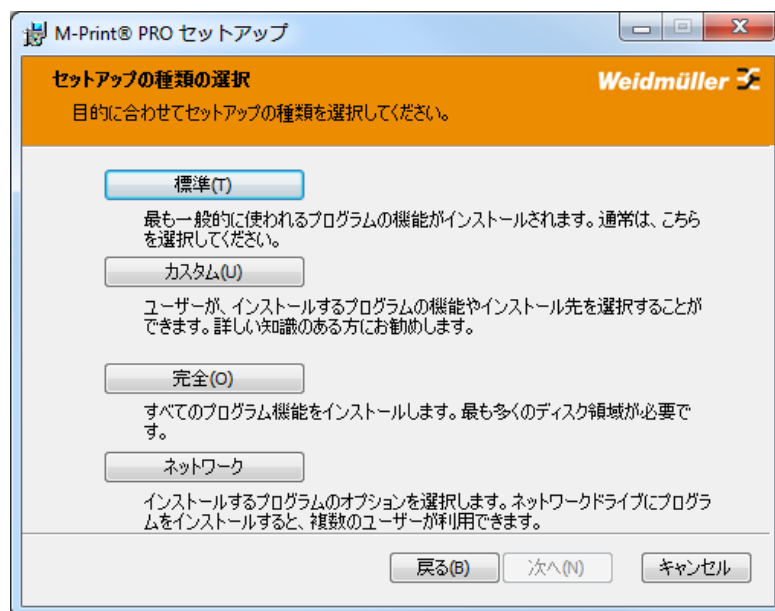 M-Print® PRO セットアップ
セットアップの種類の選択
Weidmüller
目的に合わせてセットアップの種類を選択してください。
標準(T)
最も一般的に使われるプログラムの機能がインストールされます。通常は、こちら
を選択してください。
カスタム(U)
ユーザーが、インストールするプログラムの機能やインストール先を選択することが
できます。詳しい知識のある方にお勧めします。
完全(O)
すべてのプログラム機能をインストールします。最も多くのディスク領域が必要で
す。
ネットワーク
インストールするプログラムのオプションを選択します。ネットワークドライブにプログラ
ムをインストールすると、複数のユーザーが利用できます。
戻る(B) 次へ(N) キャンセル